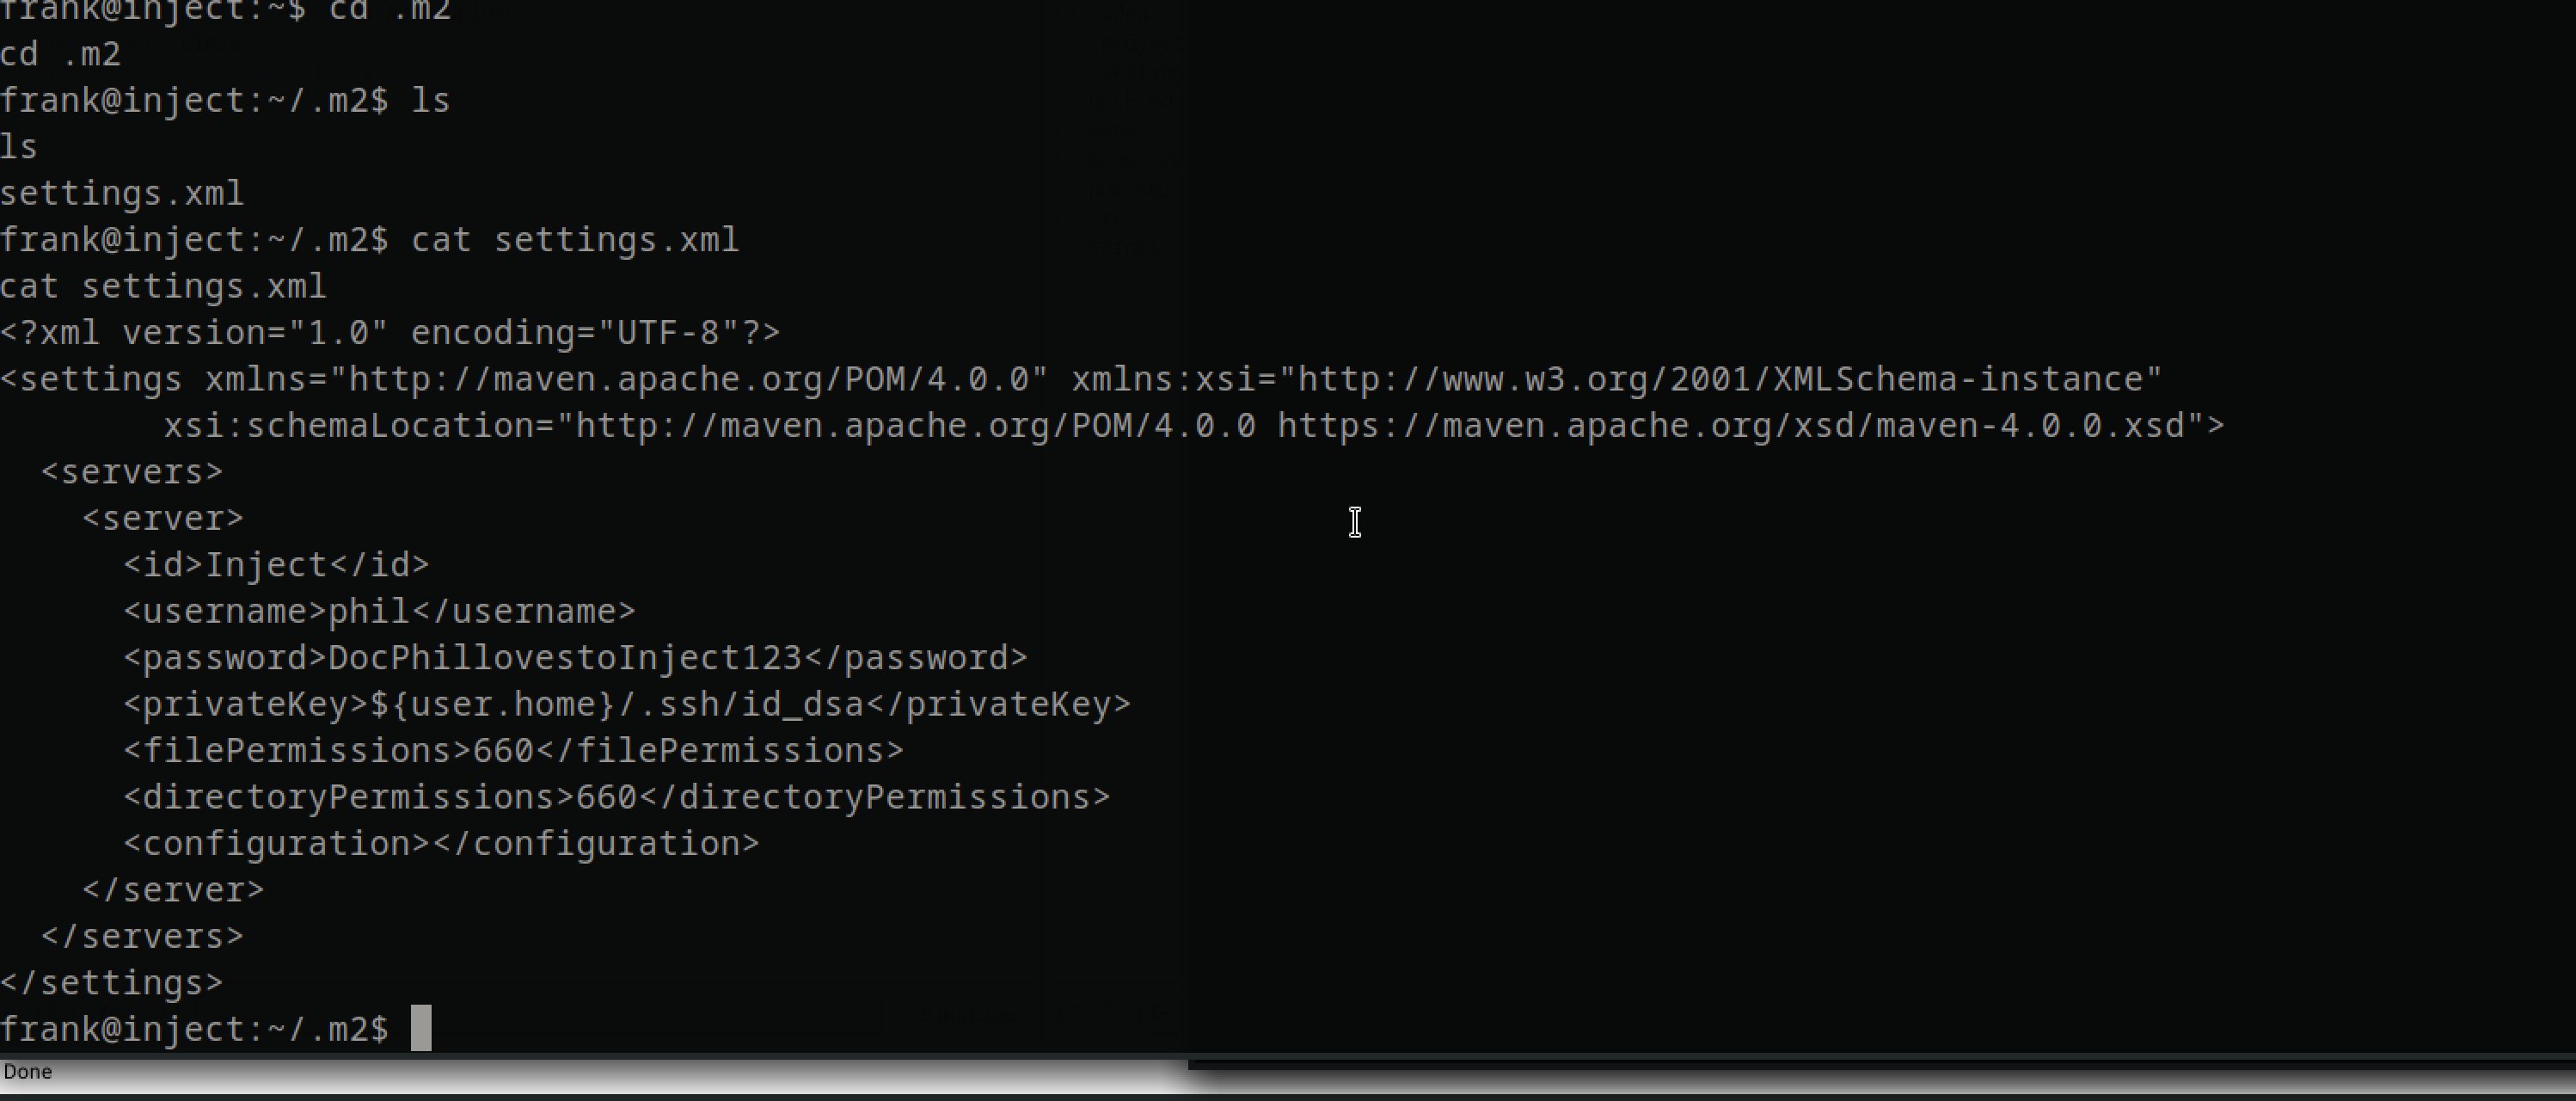 frank@inject:~$ cd .m2
cd .m2
frank@inject:~/.m2$ ls
ls
settings.xml
frank@inject:~/.m2$ cat settings.xml
cat settings.xml
<?xml version="1.0" encoding="UTF-8"?>
<settings xmlns="http://maven.apache.org/POM/4.0.0" xmlns:xsi="http://www.w3.org/2001/XMLSchema-instance"
        xsi:schemaLocation="http://maven.apache.org/POM/4.0.0 https://maven.apache.org/xsd/maven-4.0.0.xsd">
  <servers>
    <server>
      <id>Inject</id>
      <username>phil</username>
      <password>DocPhillovestoInject123</password>
      <privateKey>${user.home}/.ssh/id_dsa</privateKey>
      <filePermissions>660</filePermissions>
      <directoryPermissions>660</directoryPermissions>
      <configuration></configuration>
    </server>
  </servers>
</settings>
frank@inject:~/.m2$
Done